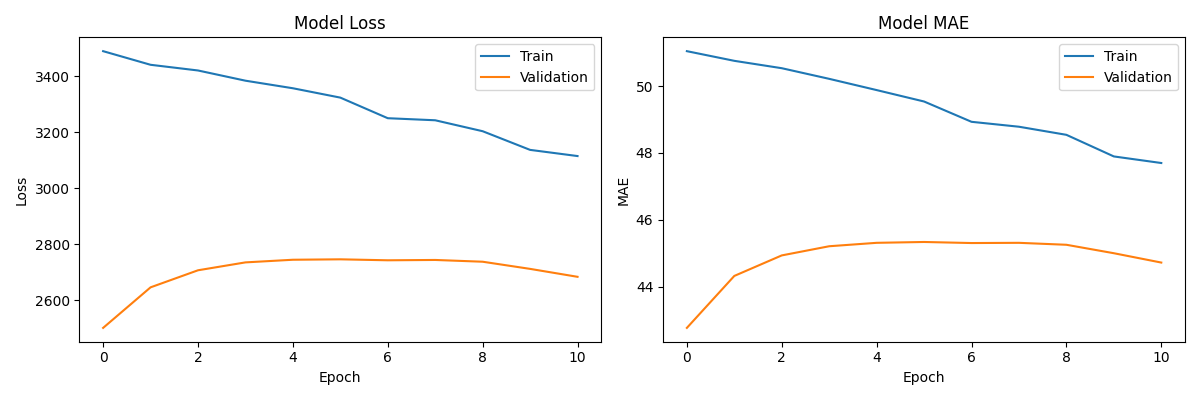 Model Loss
Train
Validation
3400
3200
3000
2800
2600
Loss
0 2 4 6 8 10
Epoch
Model MAE
Train
Validation
50
48
46
44
MAE
0 2 4 6 8 10
Epoch